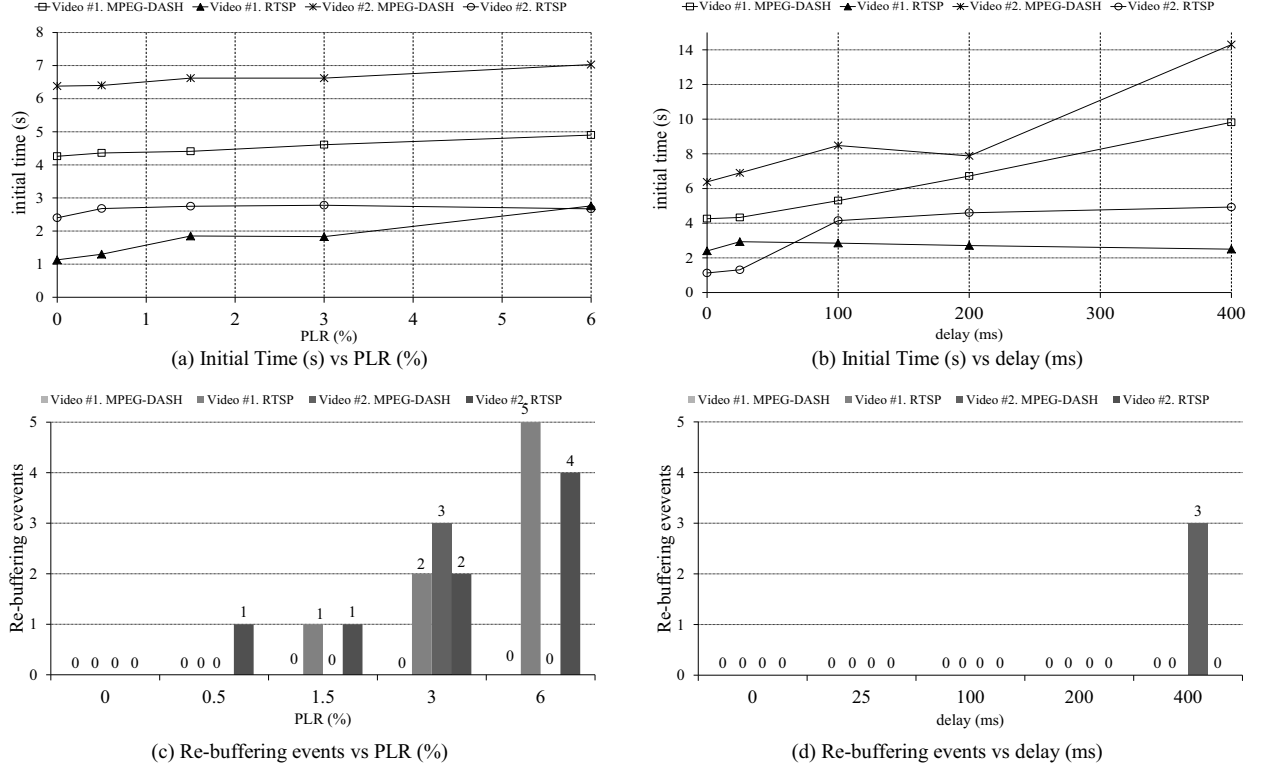 Video #1. MPEG-DASH Video #1. RTSP Video #2. MPEG-DASH Video #2. RTSP
8
7
6
5
4
3
2
1
0
initial time (s)
0 1 2 3 4 5 6
PLR (%)
(a) Initial Time (s) vs PLR (%)
Video #1. MPEG-DASH Video #1. RTSP Video #2. MPEG-DASH Video #2. RTSP
14
12
10
8
6
4
2
0
initial time (s)
0 100 200 300 400
delay (ms)
(b) Initial Time (s) vs delay (ms)
Video #1. MPEG-DASH Video #1. RTSP Video #2. MPEG-DASH Video #2. RTSP
5
4
3
2
1
0
Re-buffering evevents
0 0 0 0
0 0 0 1
0 1 0 1
0 2 3 2
0 5 0 4
0 0.5 1.5 3 6
PLR (%)
(c) Re-buffering events vs PLR (%)
Video #1. MPEG-DASH Video #1. RTSP Video #2. MPEG-DASH Video #2. RTSP
5
4
3
2
1
0
Re-buffering evevents
0 0 0 0
0 0 0 0
0 0 0 0
0 0 0 0
0 0 3 0
0 25 100 200 400
delay (ms)
(d) Re-buffering events vs delay (ms)